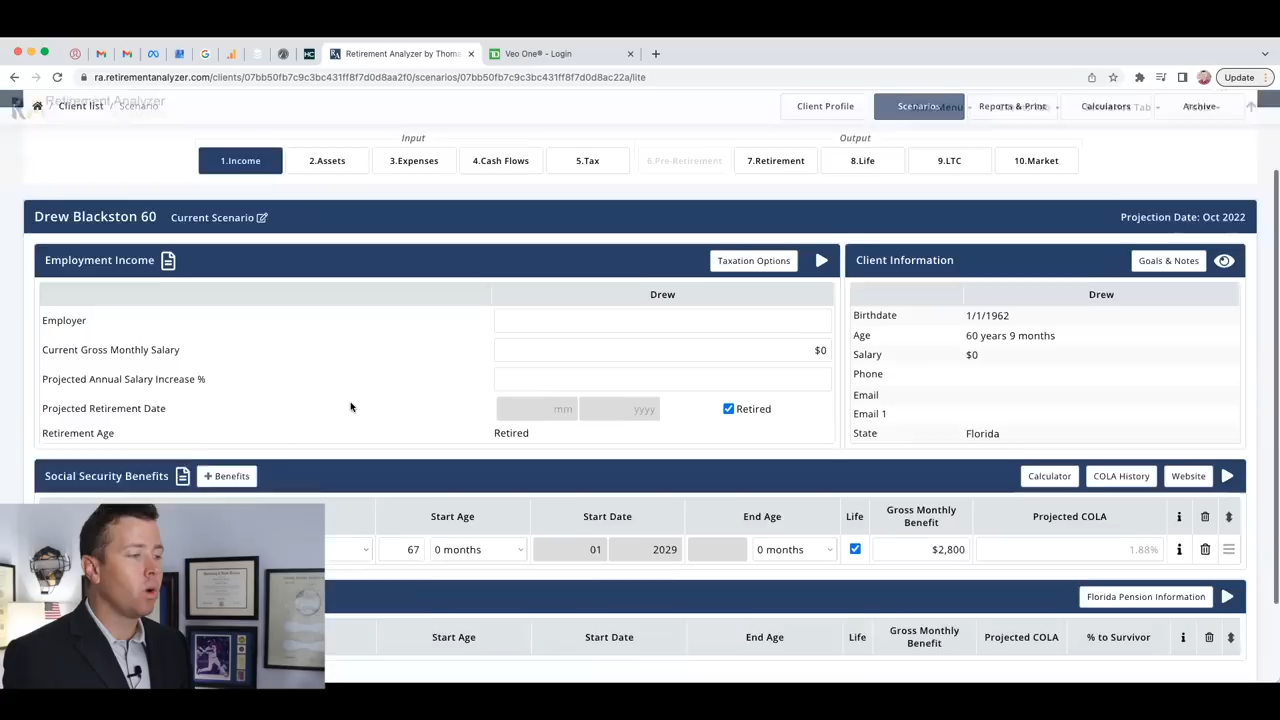 Retirement Analyzer by Thoma
Veo One® - Login
ra.retirementanalyzer.com/clients/07bb50fb7c9c3bc431ff8f7d0d8aa2f0/scenarios/07bb50fb7c9c3bc431ff8f7d0d8ac22a/lite
Update
Retirement Analyzer
Client list / Scenario
Client Profile
Scenarios
Menu
Reports & Print
Calculators
Tab
Archive
Input
Output
1.Income
2.Assets
3.Expenses
4.Cash Flows
5.Tax
6.Pre-Retirement
7.Retirement
8.Life
9.LTC
10.Market
Drew Blackston 60 Current Scenario
Projection Date: Oct 2022
Employment Income
Taxation Options
Client Information
Goals & Notes
Drew
Employer
Current Gross Monthly Salary $0
Projected Annual Salary Increase %
Projected Retirement Date mm yyyy Retired
Retirement Age Retired
Drew
Birthdate 1/1/1962
Age 60 years 9 months
Salary $0
Phone
Email
Email 1
State Florida
Social Security Benefits + Benefits
Calculator
COLA History
Website
Start Age Start Date End Age Life Gross Monthly Benefit Projected COLA
67 0 months 01 2029 0 months $2,800 1.88%
Florida Pension Information
Start Age Start Date End Age Life Gross Monthly Benefit Projected COLA % to Survivor